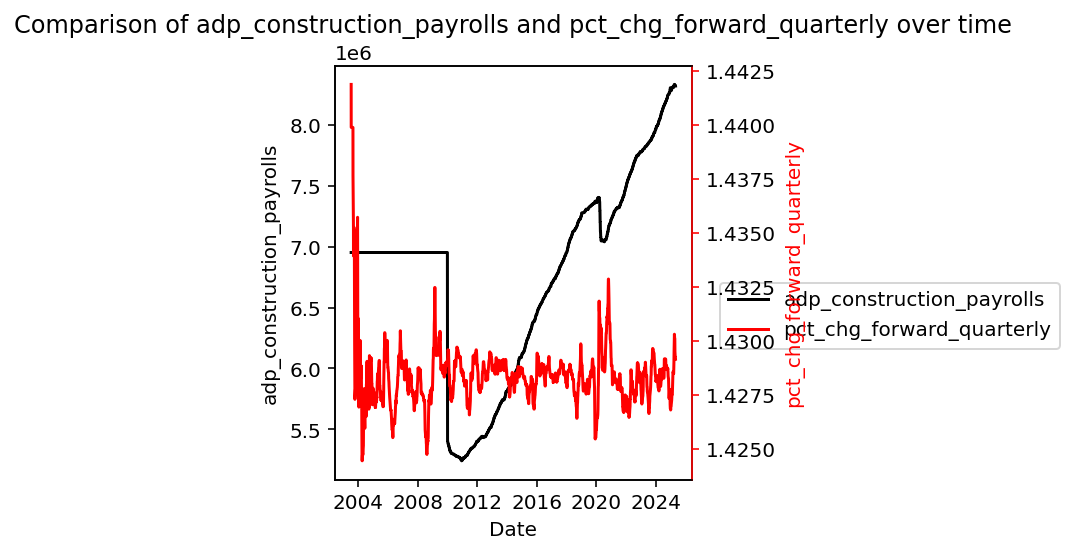 Comparison of adp_construction_payrolls and pct_chg_forward_quarterly over time
1e6
8.0
7.5
7.0
6.5
6.0
5.5
adp_construction_payrolls
1.4425
1.4400
1.4375
1.4350
1.4325
1.4300
1.4275
1.4250
pct_chg_forward_quarterly
adp_construction_payrolls
pct_chg_forward_quarterly
2004 2008 2012 2016 2020 2024
Date